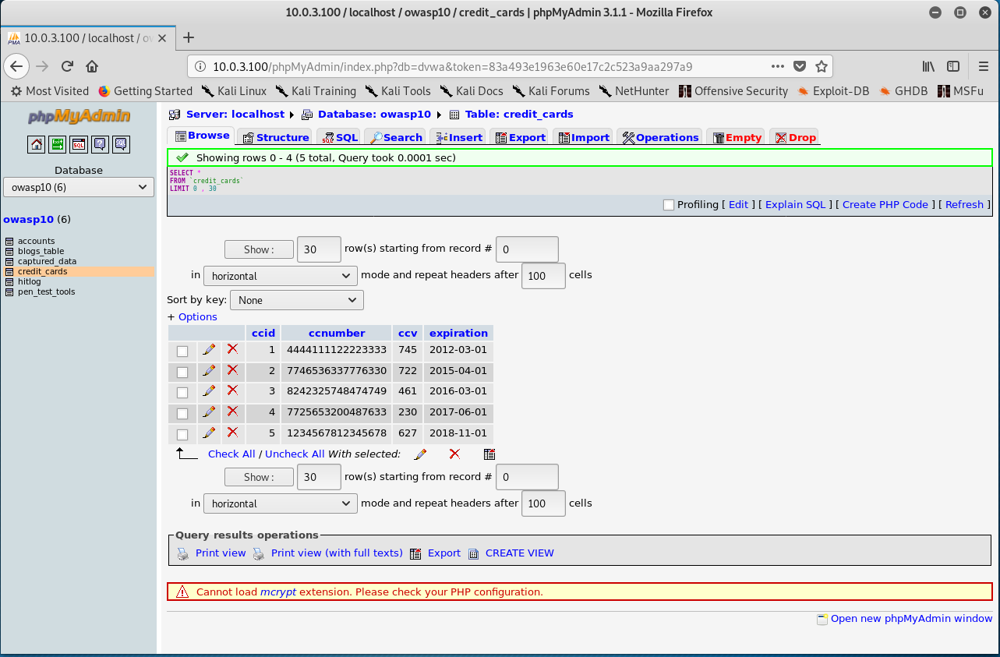 10.0.3.100 / localhost / owasp10 / credit_cards | phpMyAdmin 3.1.1 - Mozilla Firefox
10.0.3.100 / localhost / ow
10.0.3.100/phpMyAdmin/index.php?db=dvwa&token=83a493e1963e60e17c2c523a9aa297a9
Most Visited Getting Started Kali Linux Kali Training Kali Tools Kali Docs Kali Forums NetHunter Offensive Security Exploit-DB GHDB MSFu
phpMyAdmin
Database
owasp10 (6)
owasp10 (6)
accounts
blogs_table
captured_data
credit_cards
hitlog
pen_test_tools
Server: localhost Database: owasp10 Table: credit_cards
Browse Structure SQL Search Insert Export Import Operations Empty Drop
Showing rows 0 - 4 (5 total, Query took 0.0001 sec)
SELECT *
FROM `credit_cards`
LIMIT 0 , 30
Profiling [ Edit ] [ Explain SQL ] [ Create PHP Code ] [ Refresh ]
Show : 30 row(s) starting from record # 0
in horizontal mode and repeat headers after 100 cells
Sort by key: None
+ Options
ccid ccnumber ccv expiration
1 4444111122223333 745 2012-03-01
2 7746536337776330 722 2015-04-01
3 8242325748474749 461 2016-03-01
4 7725653200487633 230 2017-06-01
5 1234567812345678 627 2018-11-01
Check All / Uncheck All With selected:
Show : 30 row(s) starting from record # 0
in horizontal mode and repeat headers after 100 cells
Query results operations
Print view Print view (with full texts) Export CREATE VIEW
Cannot load mcrypt extension. Please check your PHP configuration.
Open new phpMyAdmin window